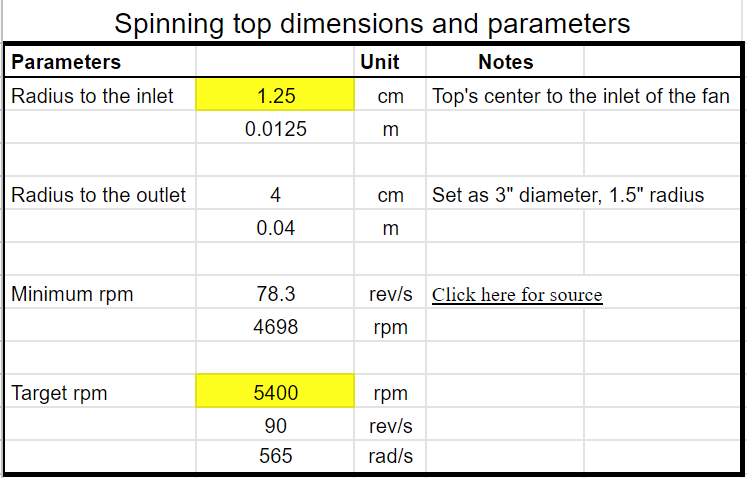 Spinning top dimensions and parameters
Parameters Unit Notes
Radius to the inlet 1.25 cm Top's center to the inlet of the fan
0.0125 m
Radius to the outlet 4 cm Set as 3" diameter, 1.5" radius
0.04 m
Minimum rpm 78.3 rev/s Click here for source
4698 rpm
Target rpm 5400 rpm
90 rev/s
565 rad/s